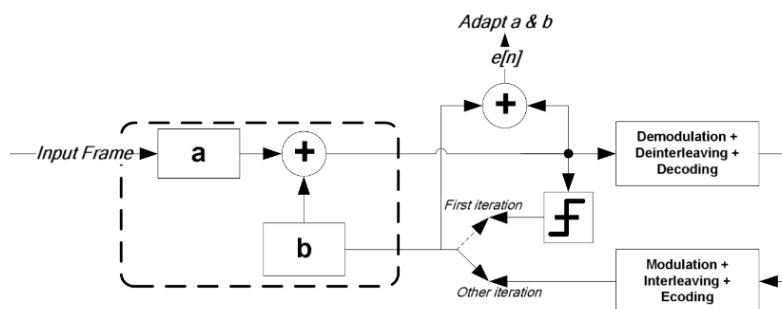 Adapt a & b
e[n]
+
Input Frame
a
+
Demodulation +
Deinterleaving +
Decoding
First iteration
b
Modulation +
Interleaving +
Ecoding
Other iteration